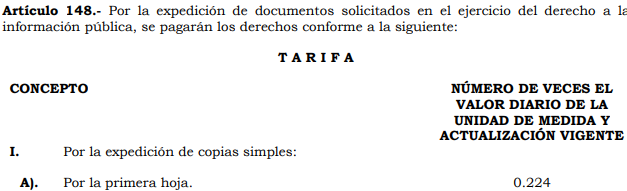 Artículo 148.- Por la expedición de documentos solicitados en el ejercicio del derecho a la
información pública, se pagarán los derechos conforme a la siguiente:
T A R I F A
CONCEPTO
NÚMERO DE VECES EL
VALOR DIARIO DE LA
UNIDAD DE MEDIDA Y
ACTUALIZACIÓN VIGENTE
I. Por la expedición de copias simples:
A). Por la primera hoja. 0.224